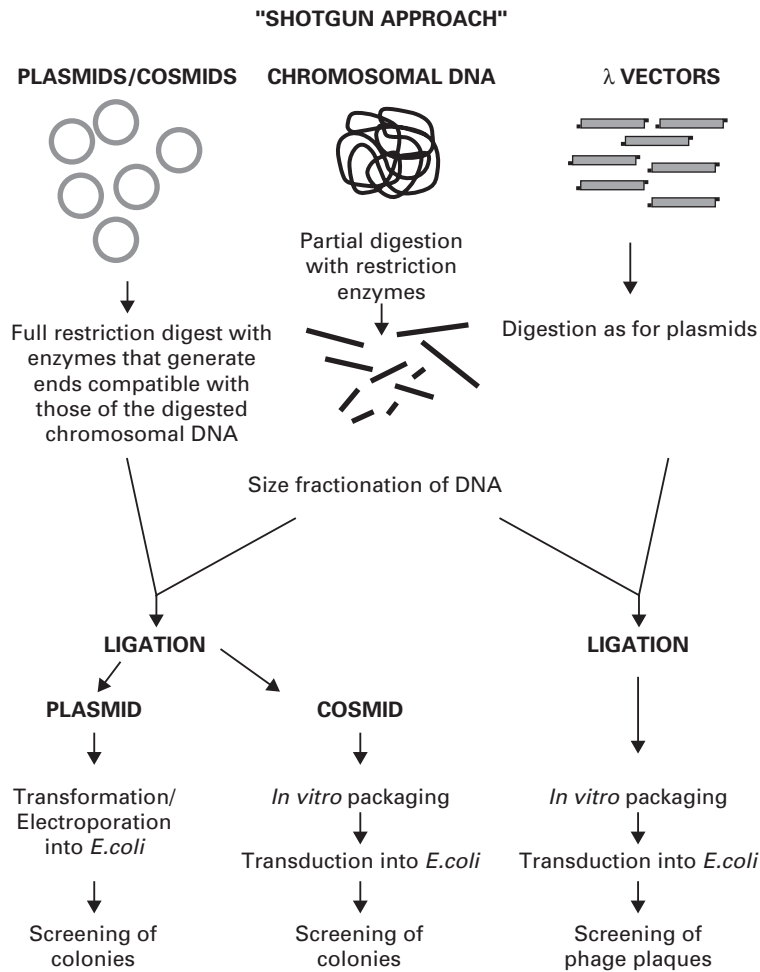 "SHOTGUN APPROACH"
PLASMIDS/COSMIDS
CHROMOSOMAL DNA
λ VECTORS
Partial digestion
with restriction
enzymes
Full restriction digest with
enzymes that generate
ends compatible with
those of the digested
chromosomal DNA
Digestion as for plasmids
Size fractionation of DNA
LIGATION
LIGATION
PLASMID
COSMID
Transformation/
Electroporation
into E.coli
In vitro packaging
In vitro packaging
Transduction into E.coli
Transduction into E.coli
Screening of
colonies
Screening of
colonies
Screening of
phage plaques